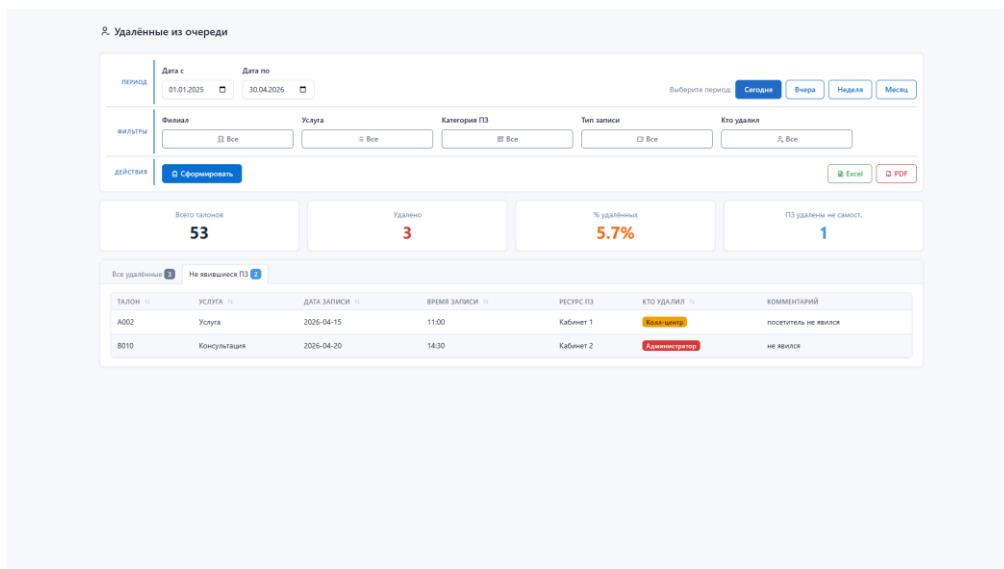 Удалённые из очереди
ПЕРИОД
Дата с Дата по
01.01.2025 30.04.2026 Выберите период: Сегодня Вчера Неделя Месяц
ФИЛЬТРЫ
Филиал Услуга Категория ПЗ Тип записи Кто удалил
Все Все Все Все Все
ДЕЙСТВИЯ Сформировать Excel PDF
Всего талонов Удалено % удалённых ПЗ удалены не самост.
53 3 5.7% 1
Все удалённые 3 Не явившиеся ПЗ 2
ТАЛОН УСЛУГА ДАТА ЗАПИСИ ВРЕМЯ ЗАПИСИ РЕСУРС ПЗ КТО УДАЛИЛ КОММЕНТАРИЙ
A002 Услуга 2026-04-15 11:00 Кабинет 1 Колл-центр посетитель не явился
B010 Консультация 2026-04-20 14:30 Кабинет 2 Администратор не явился